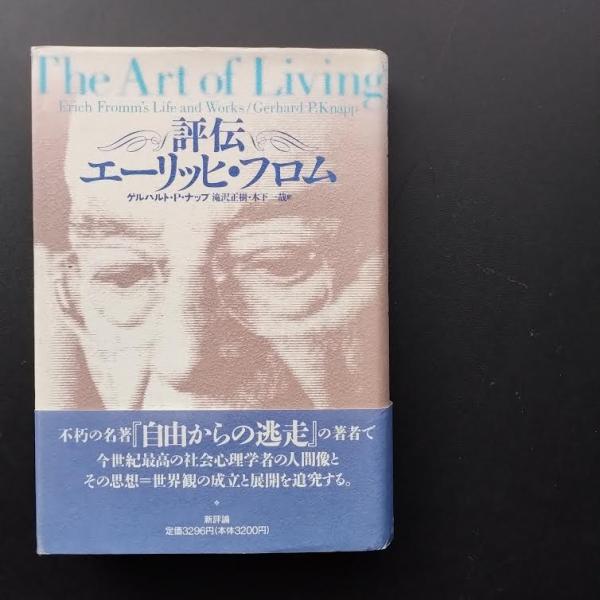 The Art of Living
Erich Fromm's Life and Works/Gerhard P.Knapp
評伝
エーリッヒ・フロム
ゲルハルト・P・ナップ 滝沢正樹・木下一哉 訳
不朽の名著『自由からの逃走』の著者で
今世紀最高の社会心理学者の人間像と
その思想=世界観の成立と展開を追究する。
新評論
定価3296円(本体3200円)